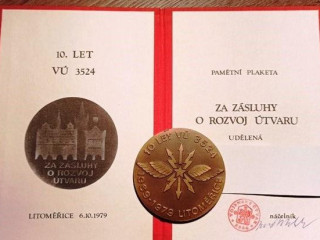 10. LET
VÚ 3524
ZA ZÁSLUHY
O ROZVOJ
ÚTVARU
LITOMĚŘICE 6.10.1979
10 LET VÚ 3524
1969-1979 LITOMĚŘICE
PAMĚTNÍ PLAKETA
ZA ZÁSLUHY
O ROZVOJ ÚTVARU
UDĚLENÁ
náčelník